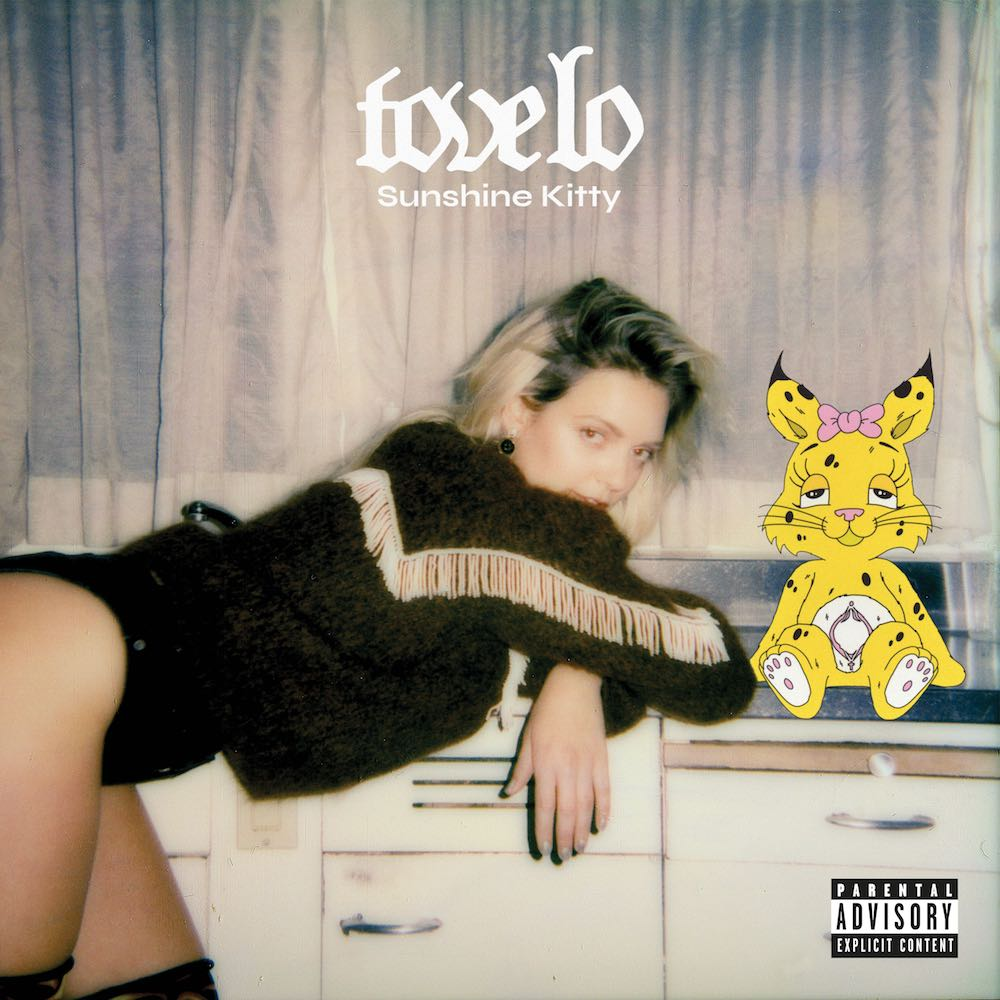 tove lo
Sunshine Kitty
PARENTAL
ADVISORY
EXPLICIT CONTENT